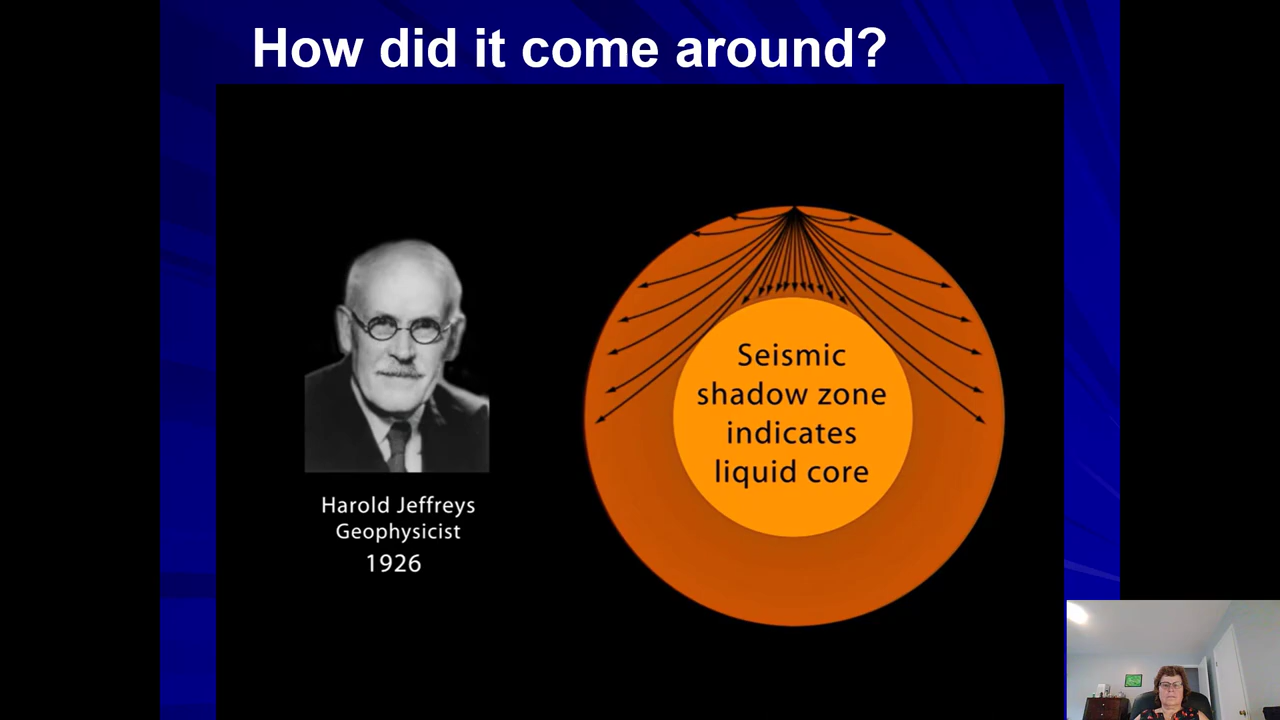 How did it come around?
Harold Jeffreys
Geophysicist
1926
Seismic
shadow zone
indicates
liquid core